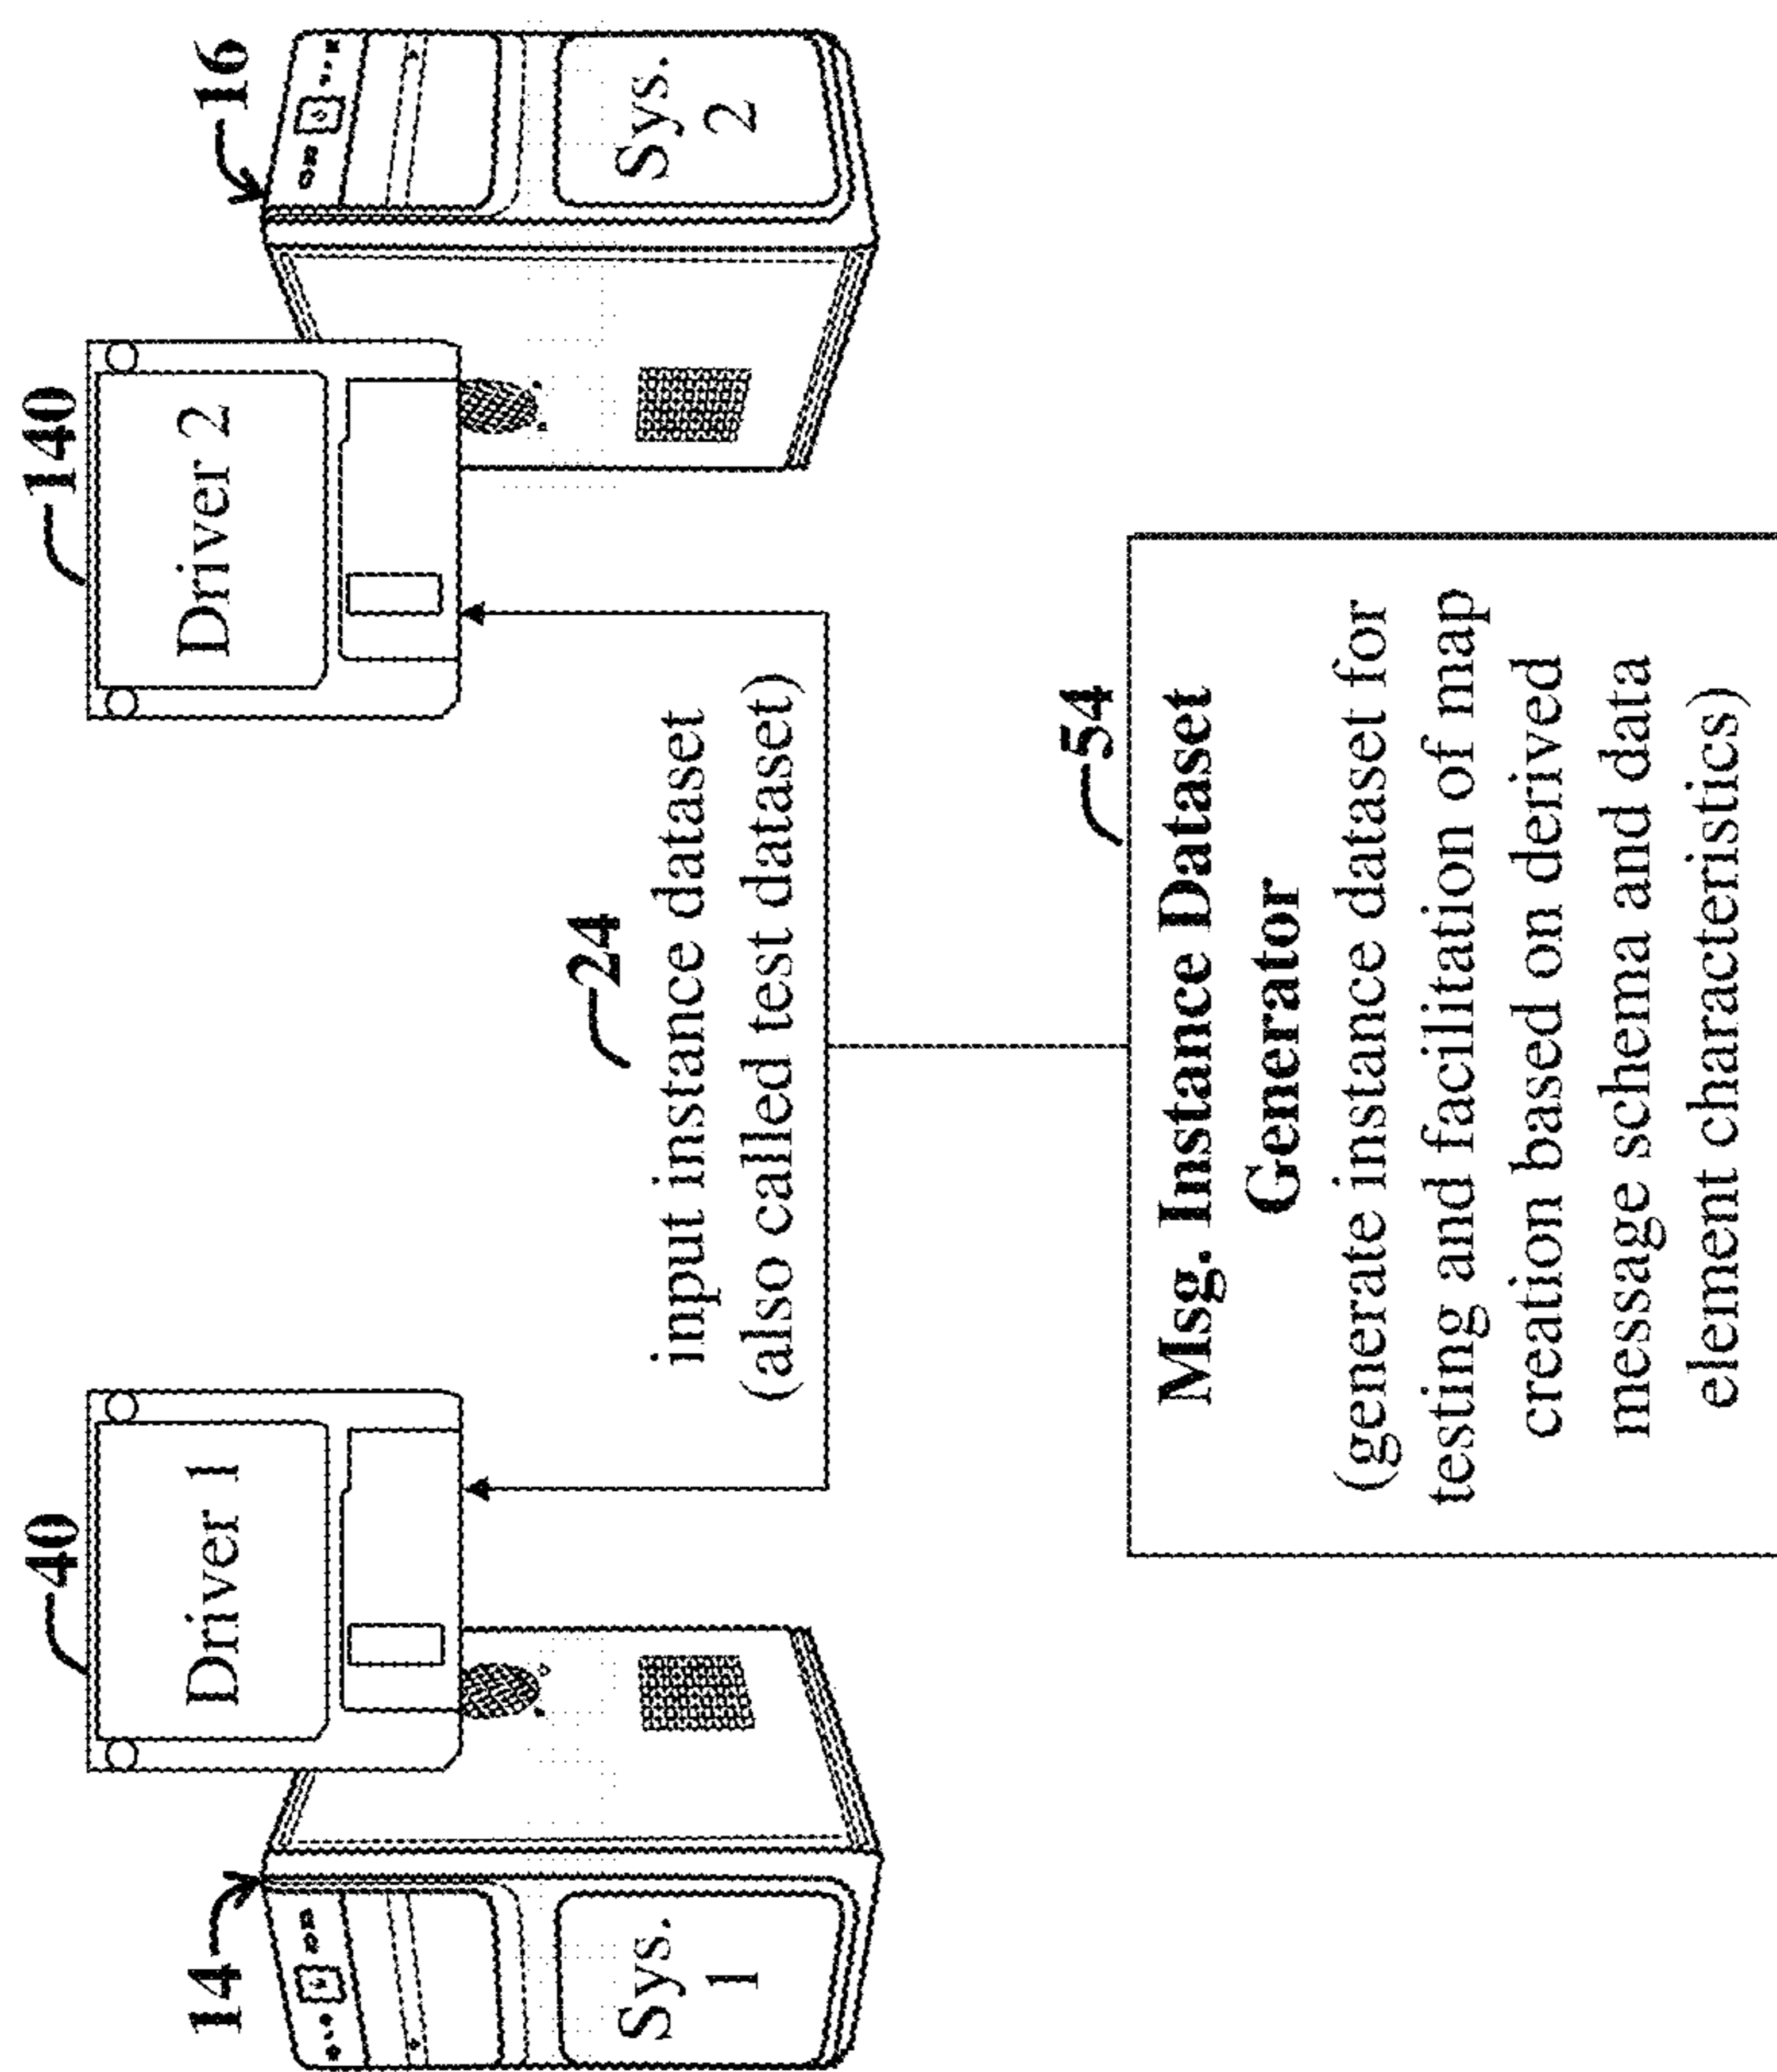 40
140
14
16
Driver 1
Driver 2
Sys.
1
Sys.
2
24
input instance dataset
(also called test dataset)
54
Msg. Instance Dataset
Generator
(generate instance dataset for
testing and facilitation of map
creation based on derived
message schema and data
element characteristics)